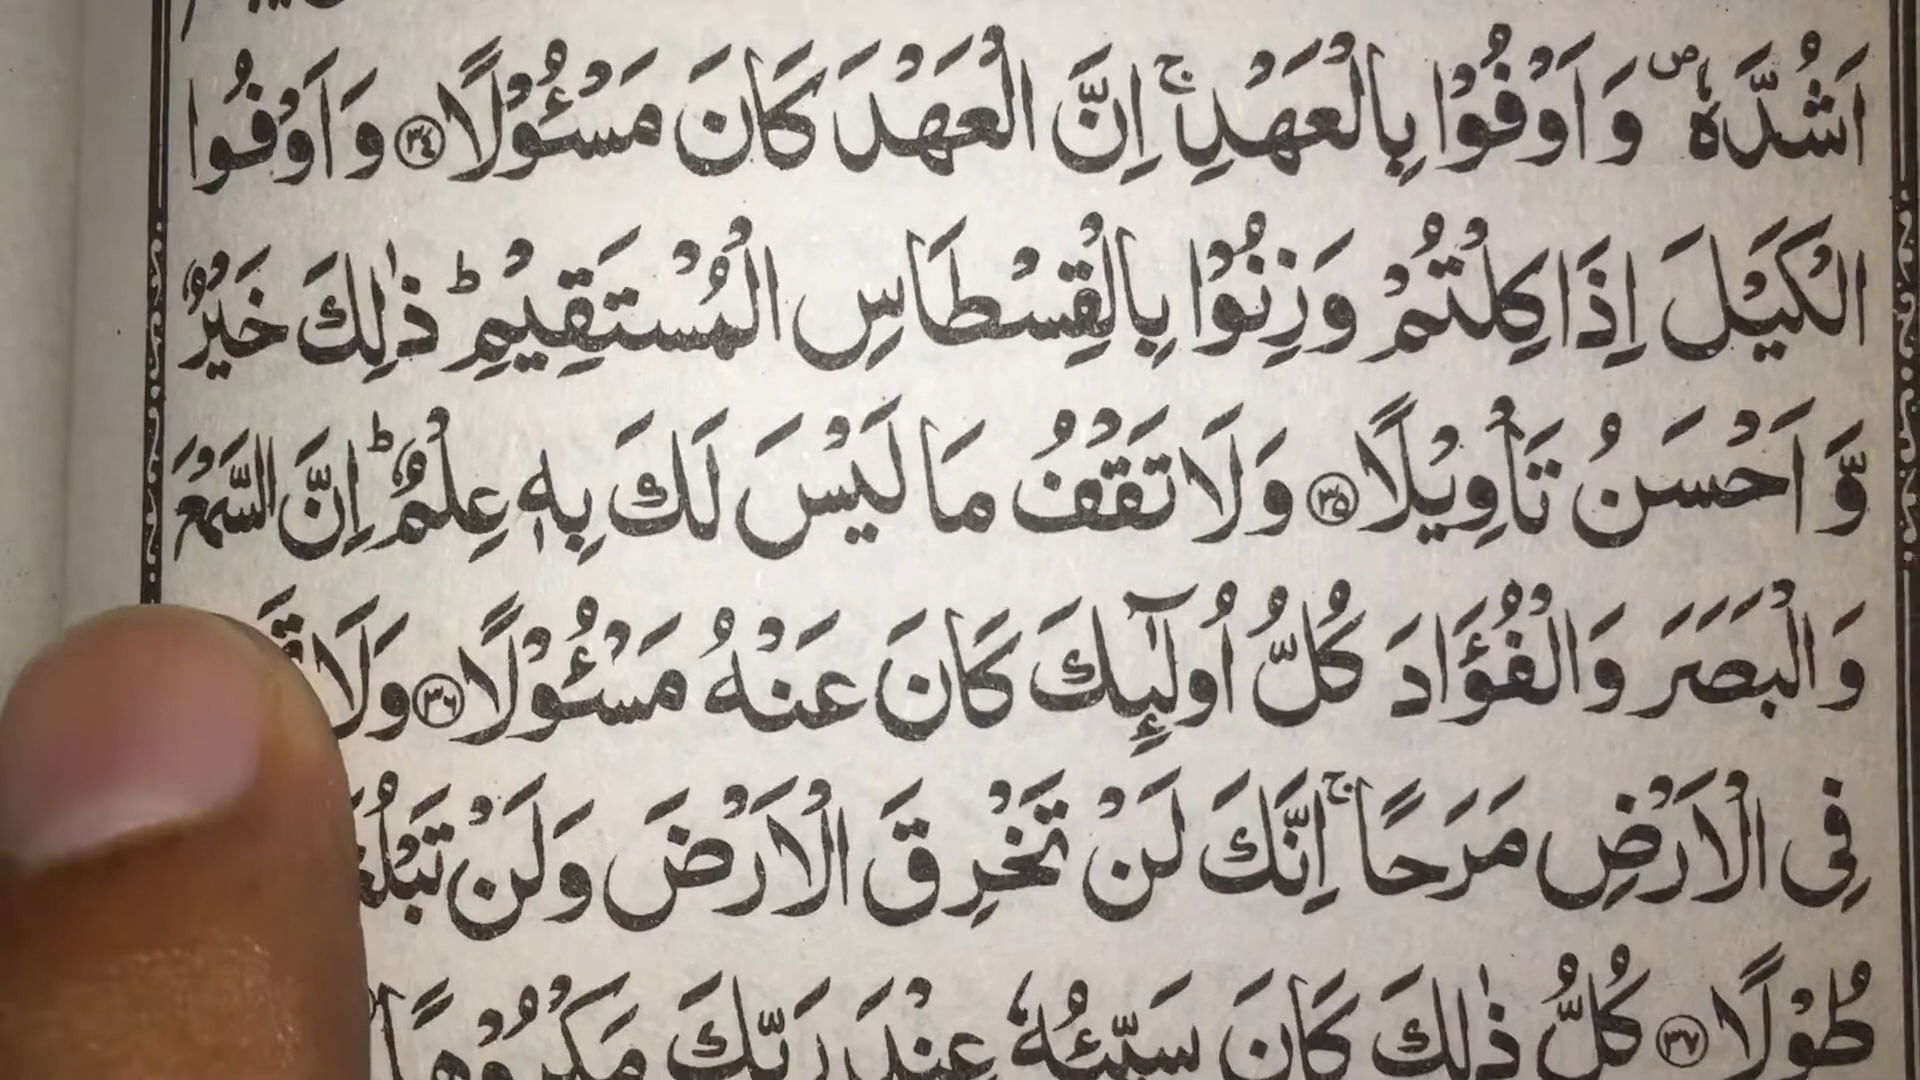 اَشُدَّهٗ ۪ وَ اَوْفُوْا بِالْعَهْدِ ۚ اِنَّ الْعَهْدَ كَانَ مَسْـُٔوْلًا ﴿۳۴﴾ وَ اَوْفُوا
الْكَيْلَ اِذَا كِلْتُمْ وَ زِنُوْا بِالْقِسْطَاسِ الْمُسْتَقِيْمِ ؕ ذٰلِكَ خَيْرٌ
وَّ اَحْسَنُ تَاْوِيْلًا ﴿۳۵﴾ وَ لَا تَقْفُ مَا لَيْسَ لَكَ بِهٖ عِلْمٌ ؕ اِنَّ السَّمْعَ
وَ الْبَصَرَ وَ الْفُؤَادَ كُلُّ اُولٰٓئِكَ كَانَ عَنْهُ مَسْـُٔوْلًا ﴿۳۶﴾ وَ لَا
فِى الْاَرْضِ مَرَحًا ۚ اِنَّكَ لَنْ تَخْرِقَ الْاَرْضَ وَ لَنْ
طُوْلًا ﴿۳۷﴾ كُلُّ ذٰلِكَ كَانَ سَيِّئُهٗ عِنْدَ رَبِّكَ مَكْرُوْهًا